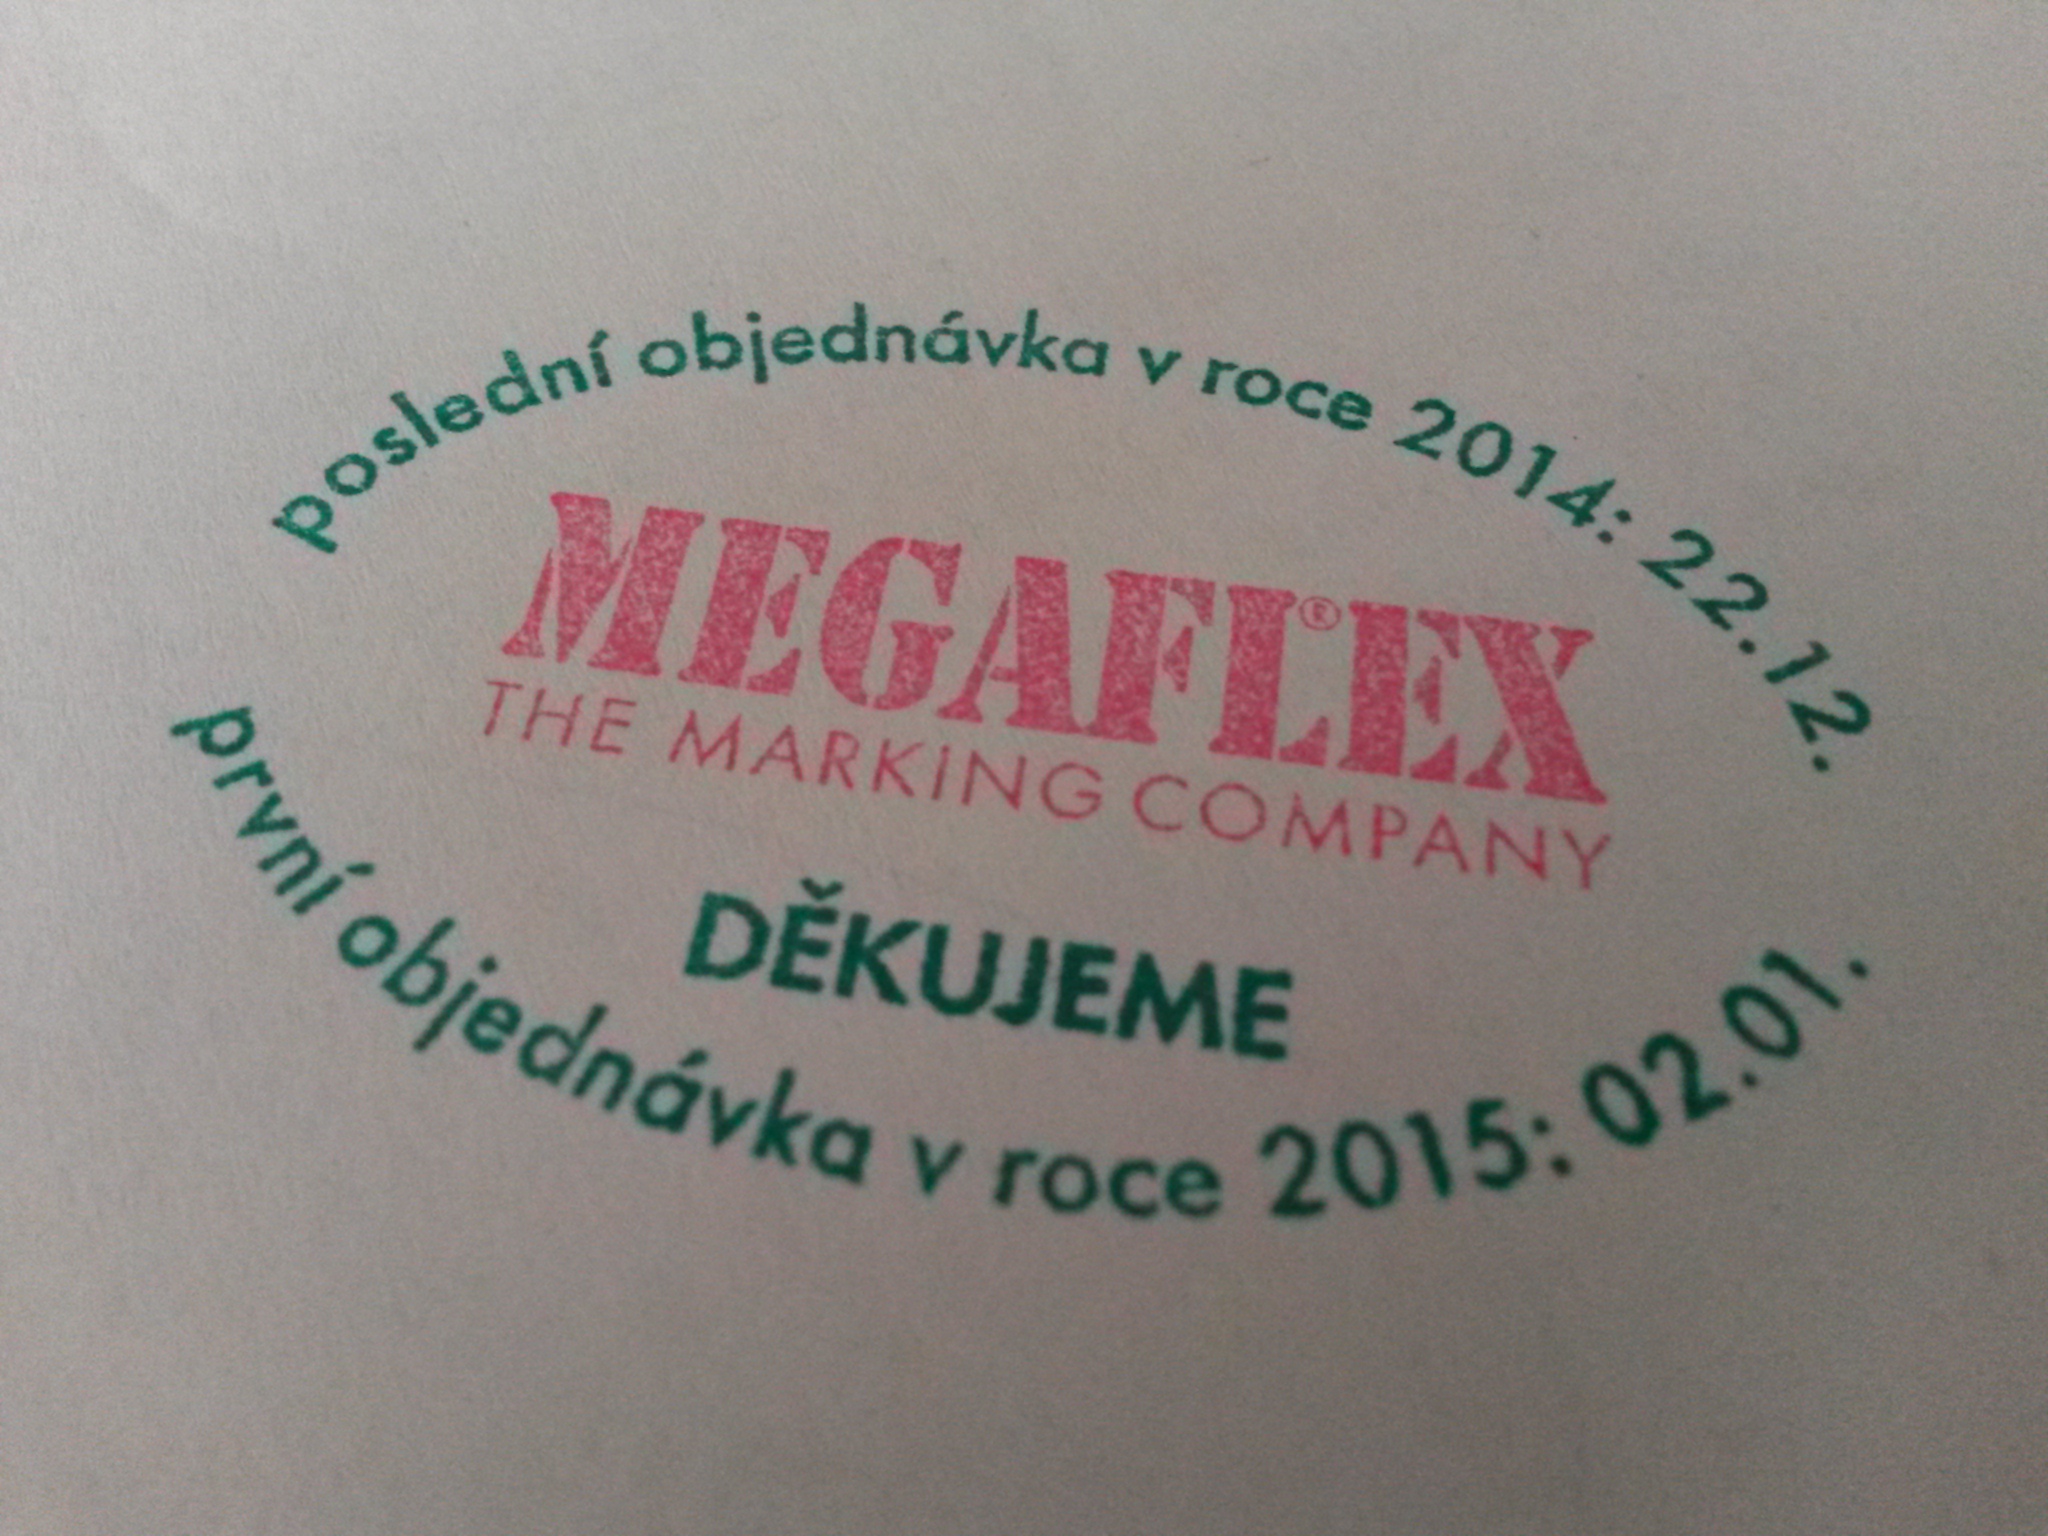 poslední objednávka v roce 2014: 22.12.
MEGAFLEX®
THE MARKING COMPANY
DĚKUJEME
první objednávka v roce 2015: 02.01.